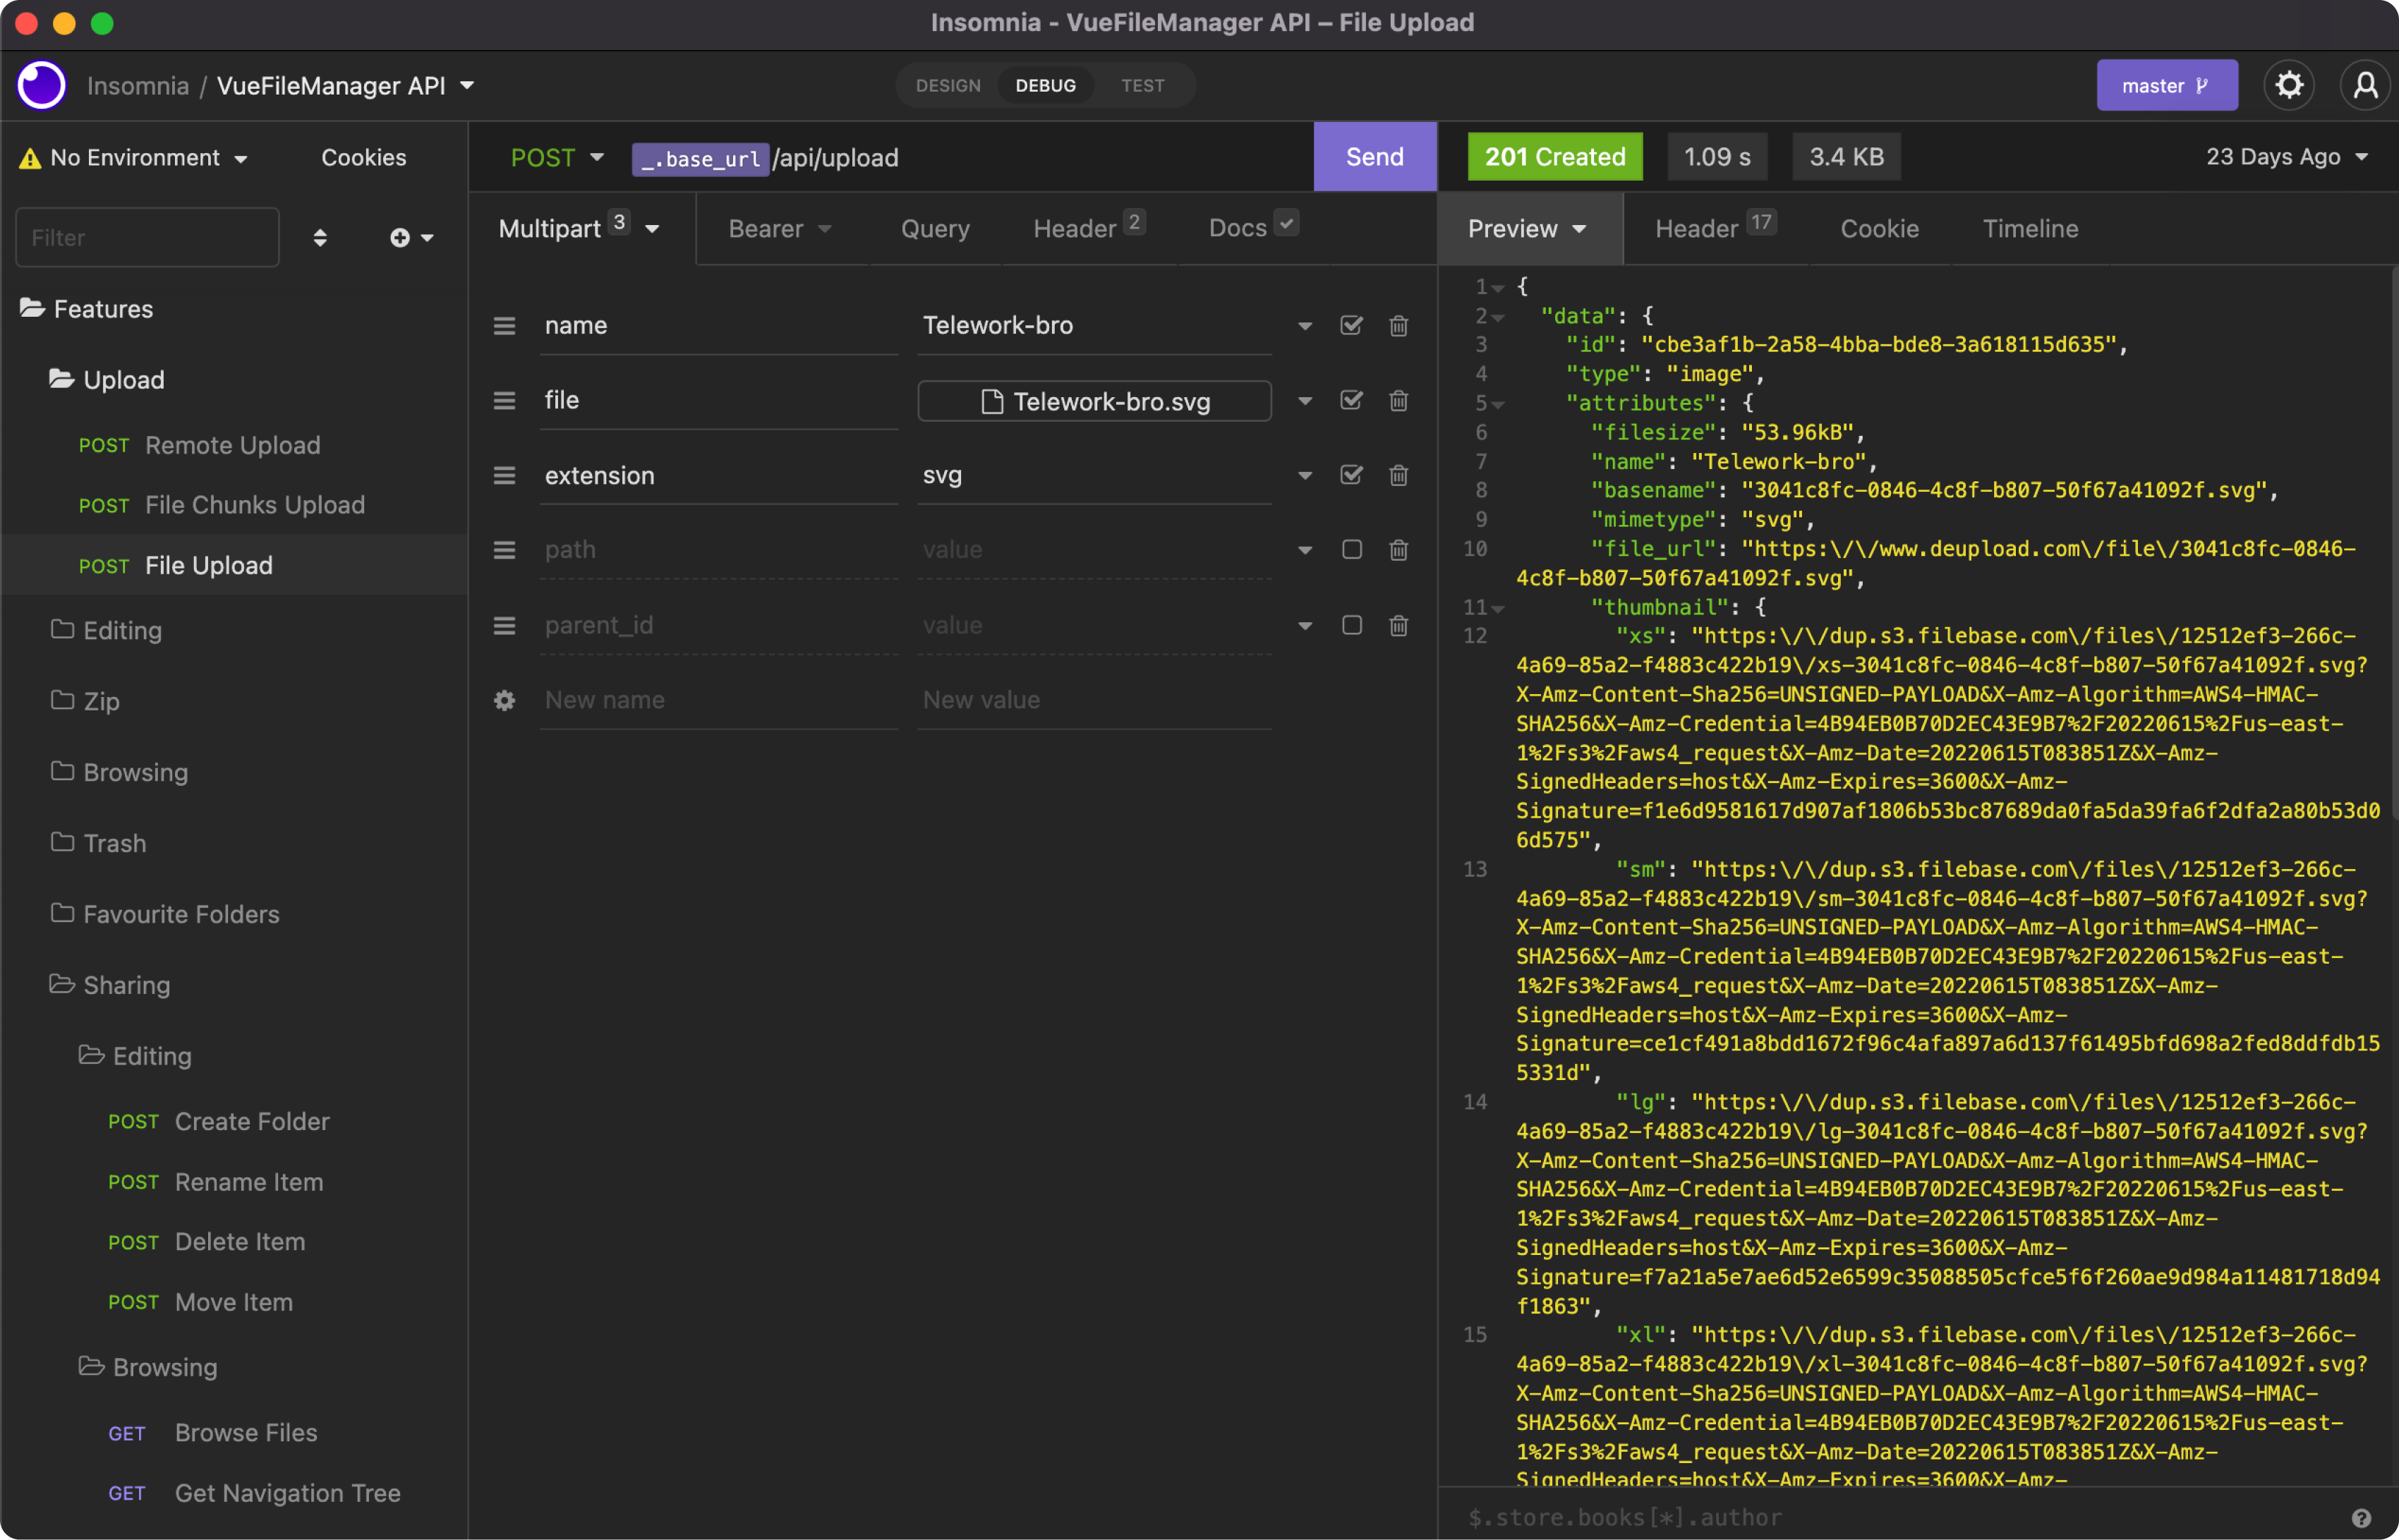 Insomnia - VueFileManager API – File Upload
Insomnia / VueFileManager API
DESIGN DEBUG TEST
master
No Environment
Cookies
POST
_.base_url /api/upload
Send
201 Created
1.09 s
3.4 KB
23 Days Ago
Filter
Features
Upload
POST Remote Upload
POST File Chunks Upload
POST File Upload
Editing
Zip
Browsing
Trash
Favourite Folders
Sharing
Editing
POST Create Folder
POST Rename Item
POST Delete Item
POST Move Item
Browsing
GET Browse Files
GET Get Navigation Tree
Multipart 3
Bearer
Query
Header 2
Docs
name Telework-bro
file Telework-bro.svg
extension svg
path value
parent_id value
New name New value
Preview
Header 17
Cookie
Timeline
1 {
2 "data": {
3 "id": "cbe3af1b-2a58-4bba-bde8-3a618115d635",
4 "type": "image",
5 "attributes": {
6 "filesize": "53.96kB",
7 "name": "Telework-bro",
8 "basename": "3041c8fc-0846-4c8f-b807-50f67a41092f.svg",
9 "mimetype": "svg",
10 "file_url": "https:\/\/www.deupload.com\/file\/3041c8fc-0846-
4c8f-b807-50f67a41092f.svg",
11 "thumbnail": {
12 "xs": "https:\/\/dup.s3.filebase.com\/files\/12512ef3-266c-
4a69-85a2-f4883c422b19\/xs-3041c8fc-0846-4c8f-b807-50f67a41092f.svg?
X-Amz-Content-Sha256=UNSIGNED-PAYLOAD&X-Amz-Algorithm=AWS4-HMAC-
SHA256&X-Amz-Credential=4B94EB0B70D2EC43E9B7%2F20220615%2Fus-east-
1%2Fs3%2Faws4_request&X-Amz-Date=20220615T083851Z&X-Amz-
SignedHeaders=host&X-Amz-Expires=3600&X-Amz-
Signature=f1e6d9581617d907af1806b53bc87689da0fa5da39fa6f2dfa2a80b53d0
6d575",
13 "sm": "https:\/\/dup.s3.filebase.com\/files\/12512ef3-266c-
4a69-85a2-f4883c422b19\/sm-3041c8fc-0846-4c8f-b807-50f67a41092f.svg?
X-Amz-Content-Sha256=UNSIGNED-PAYLOAD&X-Amz-Algorithm=AWS4-HMAC-
SHA256&X-Amz-Credential=4B94EB0B70D2EC43E9B7%2F20220615%2Fus-east-
1%2Fs3%2Faws4_request&X-Amz-Date=20220615T083851Z&X-Amz-
SignedHeaders=host&X-Amz-Expires=3600&X-Amz-
Signature=ce1cf491a8bdd1672f96c4afa897a6d137f61495bfd698a2fed8ddfdb15
5331d",
14 "lg": "https:\/\/dup.s3.filebase.com\/files\/12512ef3-266c-
4a69-85a2-f4883c422b19\/lg-3041c8fc-0846-4c8f-b807-50f67a41092f.svg?
X-Amz-Content-Sha256=UNSIGNED-PAYLOAD&X-Amz-Algorithm=AWS4-HMAC-
SHA256&X-Amz-Credential=4B94EB0B70D2EC43E9B7%2F20220615%2Fus-east-
1%2Fs3%2Faws4_request&X-Amz-Date=20220615T083851Z&X-Amz-
SignedHeaders=host&X-Amz-Expires=3600&X-Amz-
Signature=f7a21a5e7ae6d52e6599c35088505cfce5f6f260ae9d984a11481718d94
f1863",
15 "xl": "https:\/\/dup.s3.filebase.com\/files\/12512ef3-266c-
4a69-85a2-f4883c422b19\/xl-3041c8fc-0846-4c8f-b807-50f67a41092f.svg?
X-Amz-Content-Sha256=UNSIGNED-PAYLOAD&X-Amz-Algorithm=AWS4-HMAC-
SHA256&X-Amz-Credential=4B94EB0B70D2EC43E9B7%2F20220615%2Fus-east-
1%2Fs3%2Faws4_request&X-Amz-Date=20220615T083851Z&X-Amz-
SignedHeaders=host&X-Amz-Expires=3600&X-Amz-
$.store.books[*].author